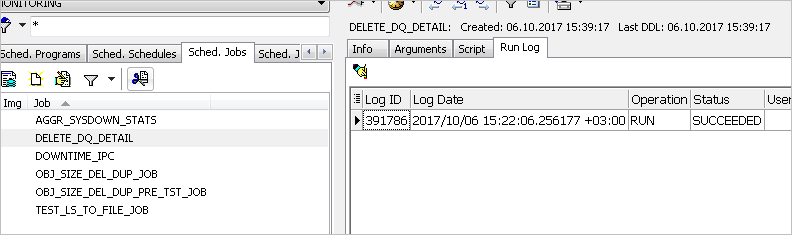 ONITORING
*
Sched. Programs Sched. Schedules Sched. Jobs Sched. J
Img Job
AGGR_SYSDOWN_STATS
DELETE_DQ_DETAIL
DOWNTIME_IPC
OBJ_SIZE_DEL_DUP_JOB
OBJ_SIZE_DEL_DUP_PRE_TST_JOB
TEST_LS_TO_FILE_JOB
DELETE_DQ_DETAIL: Created: 06.10.2017 15:39:17 Last DDL: 06.10.2017 15:39:17
Info Arguments Script Run Log
Log ID Log Date Operation Status User
391786 2017/10/06 15:22:06.256177 +03:00 RUN SUCCEEDED